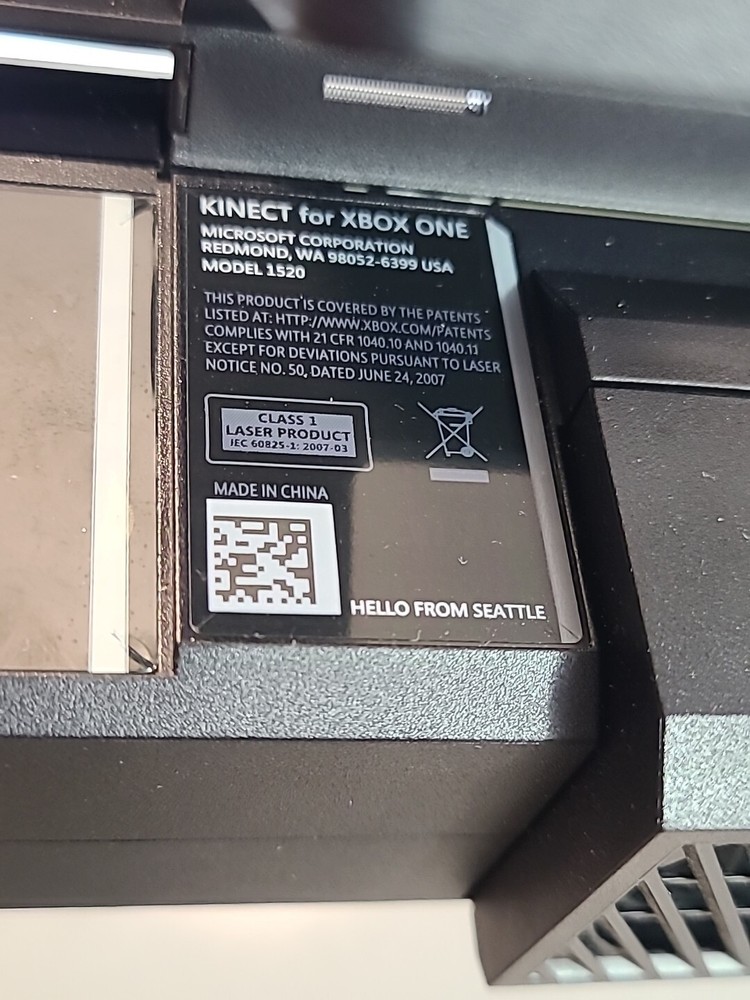 KINECT for XBOX ONE
MICROSOFT CORPORATION
REDMOND, WA 98052-6399 USA
MODEL 1520
THIS PRODUCT IS COVERED BY THE PATENTS
LISTED AT: HTTP://WWW.XBOX.COM/PATENTS
COMPLIES WITH 21 CFR 1040.10 AND 1040.11
EXCEPT FOR DEVIATIONS PURSUANT TO LASER
NOTICE NO. 50, DATED JUNE 24, 2007
CLASS 1
LASER PRODUCT
IEC 60825-1: 2007-03
MADE IN CHINA
HELLO FROM SEATTLE